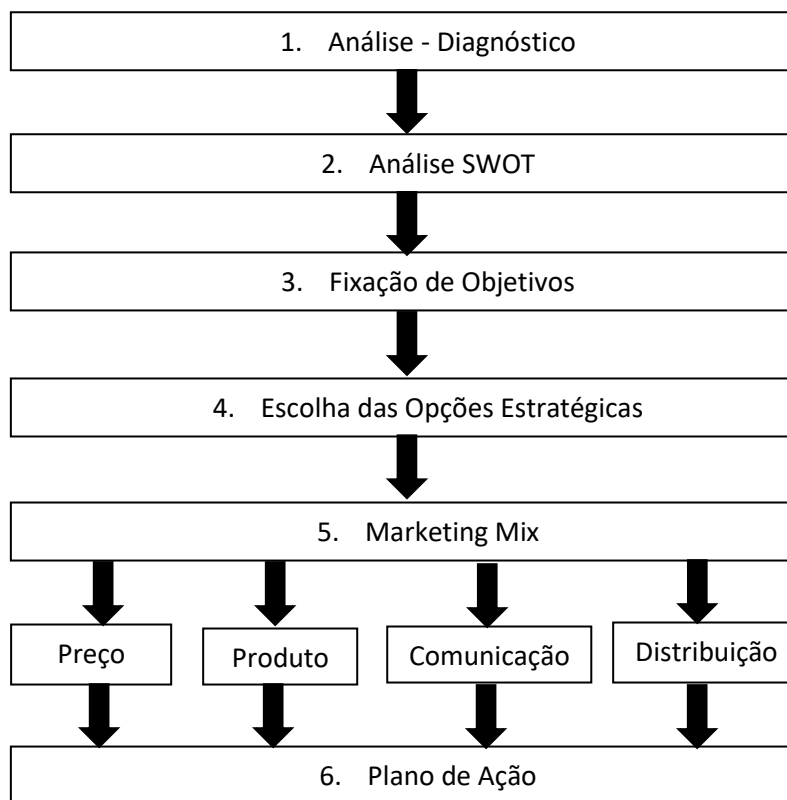 1. Análise - Diagnóstico
2. Análise SWOT
3. Fixação de Objetivos
4. Escolha das Opções Estratégicas
5. Marketing Mix
Preço
Produto
Comunicação
Distribuição
6. Plano de Ação